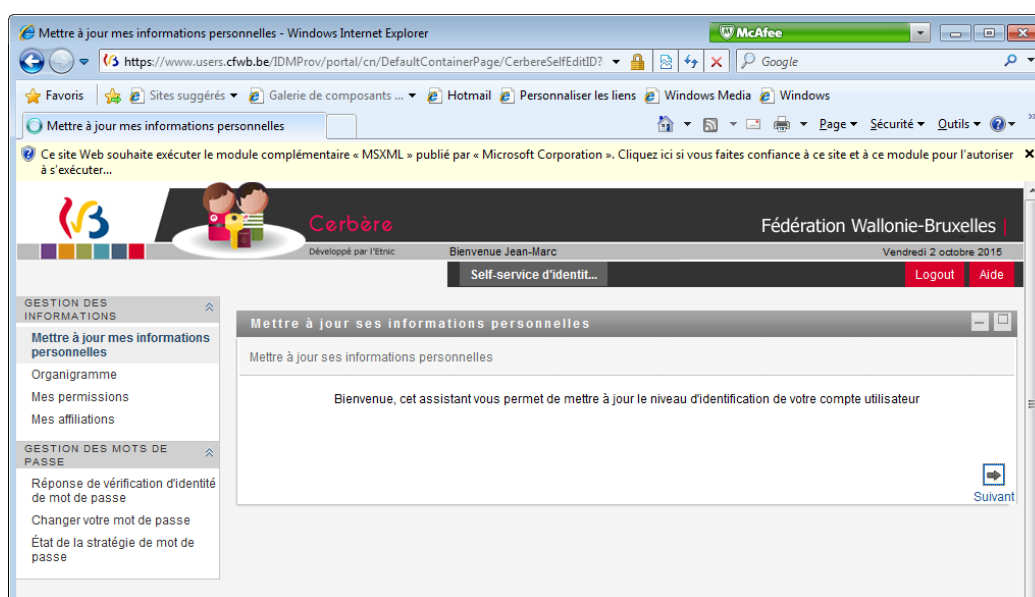 Mettre à jour mes informations personnelles - Windows Internet Explorer
McAfee
https://www.users.cfwb.be/IDMProv/portal/cn/DefaultContainerPage/CerbereSelfEditID?
Google
Favoris
Sites suggérés
Galerie de composants ...
Hotmail
Personnaliser les liens
Windows Media
Windows
Mettre à jour mes informations personnelles
Page
Sécurité
Outils
Ce site Web souhaite exécuter le module complémentaire « MSXML » publié par « Microsoft Corporation ». Cliquez ici si vous faites confiance à ce site et à ce module pour l'autoriser
à s'exécuter...
Cerbère
Fédération Wallonie-Bruxelles |
Développé par l'Etnic
Bienvenue Jean-Marc
Vendredi 2 octobre 2015
Self-service d'identit...
Logout
Aide
GESTION DES
INFORMATIONS
Mettre à jour mes informations
personnelles
Organigramme
Mes permissions
Mes affiliations
GESTION DES MOTS DE
PASSE
Réponse de vérification d'identité
de mot de passe
Changer votre mot de passe
État de la stratégie de mot de
passe
Mettre à jour ses informations personnelles
Mettre à jour ses informations personnelles
Bienvenue, cet assistant vous permet de mettre à jour le niveau d'identification de votre compte utilisateur
Suivant